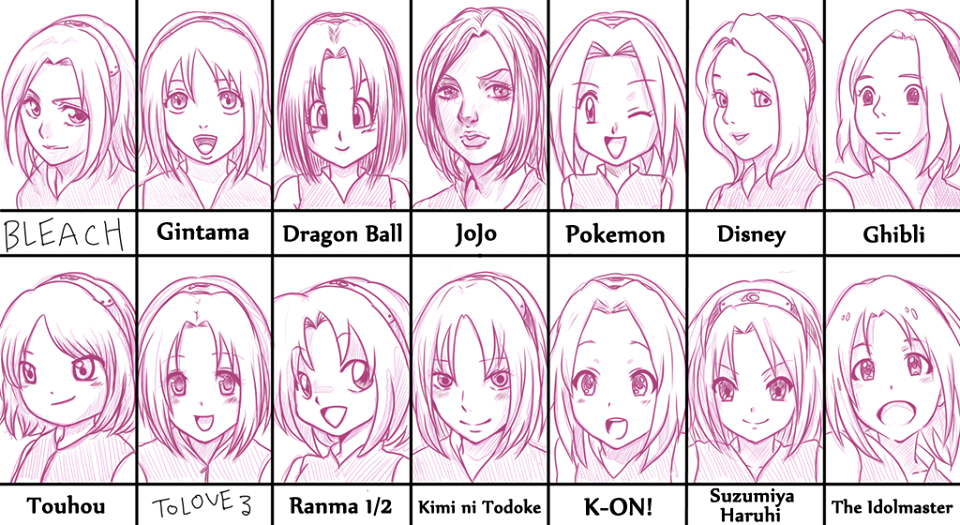 BLEACH
Gintama
Dragon Ball
JoJo
Pokemon
Disney
Ghibli
Touhou
TOLOVE3
Ranma 1/2
Kimi ni Todoke
K-ON!
Suzumiya
Haruhi
The Idolmaster